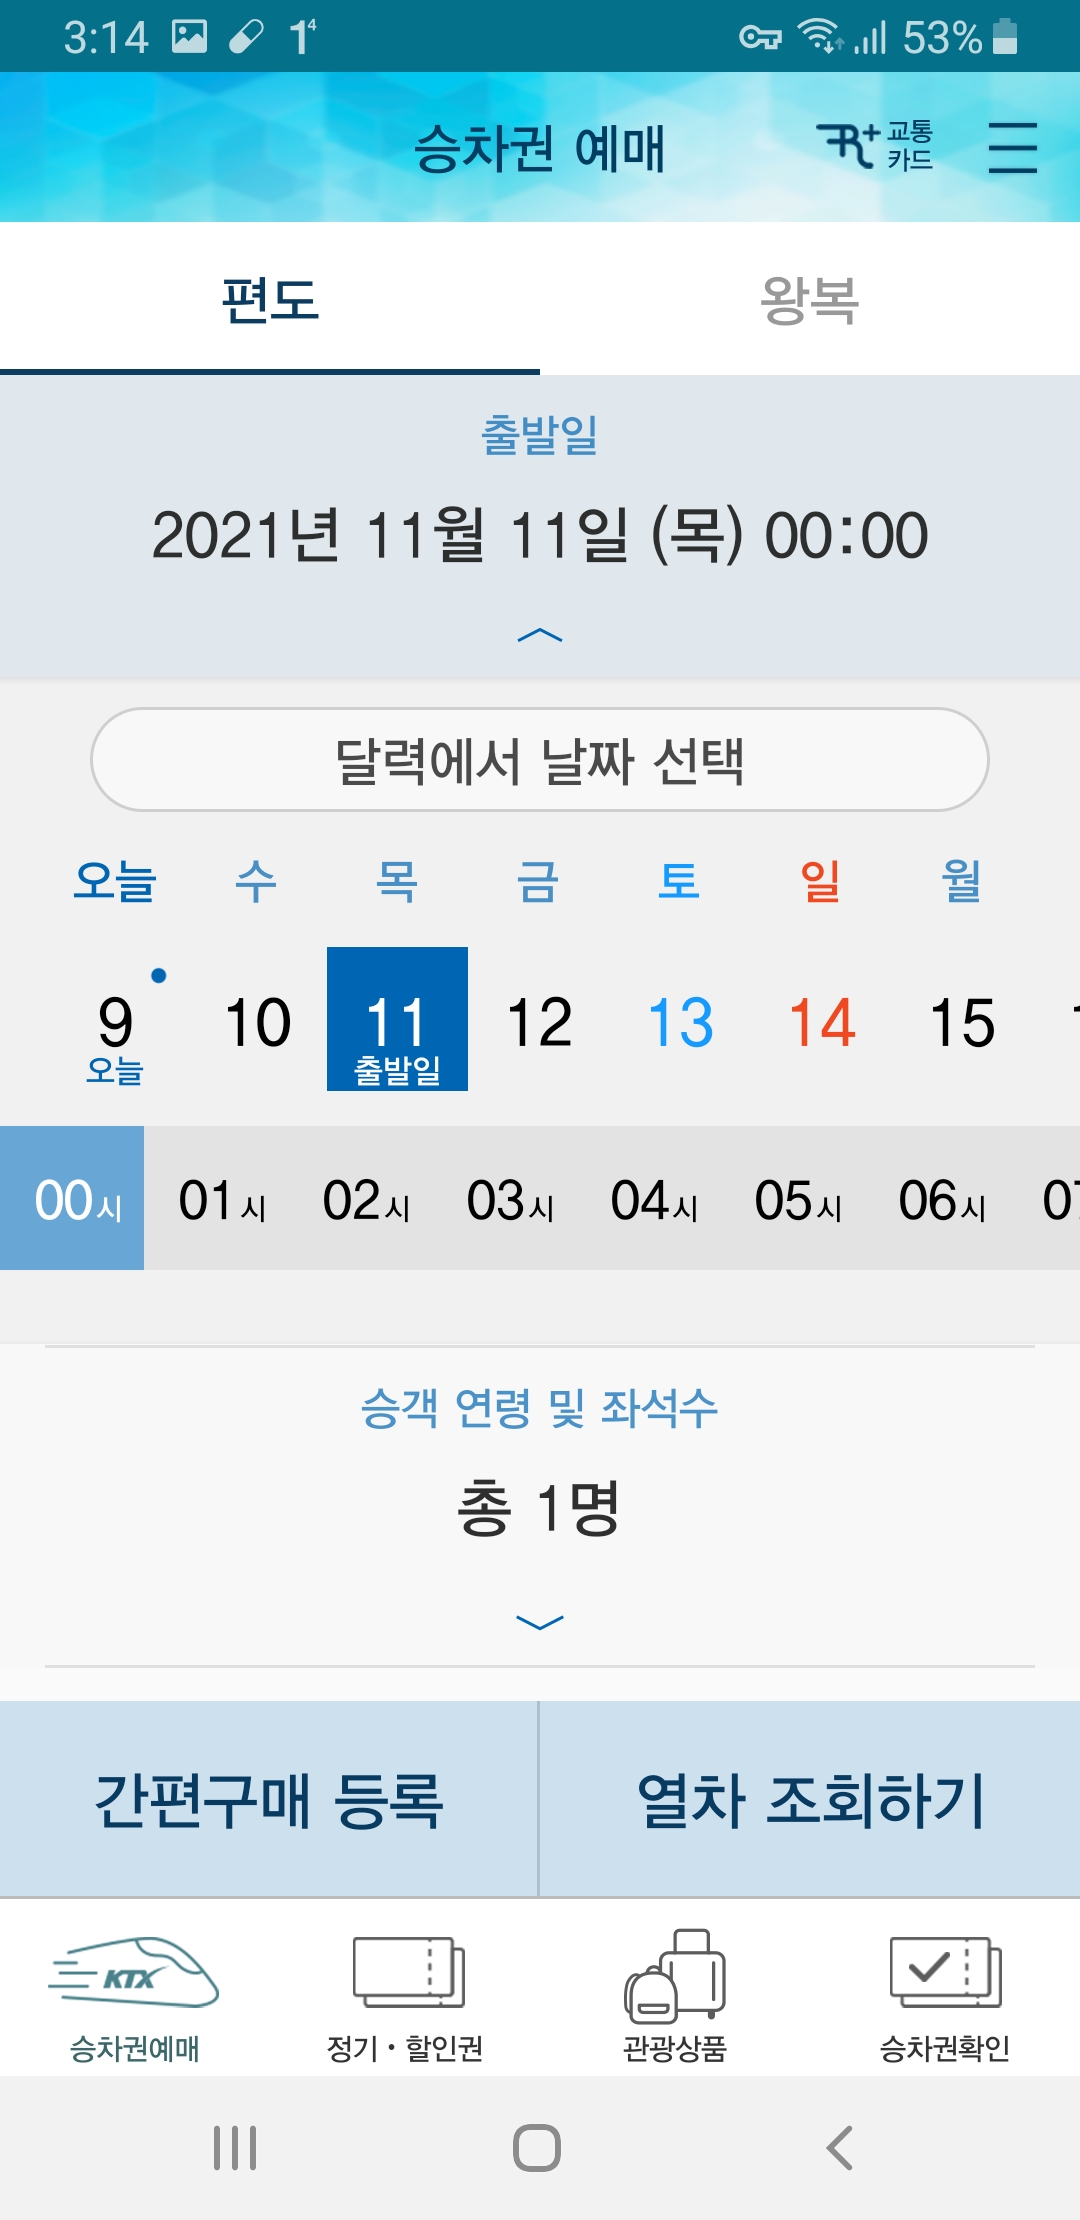 3:14 1⁴ 53%
승차권 예매
R+ 교통
카드
편도 왕복
출발일
2021년 11월 11일 (목) 00:00
달력에서 날짜 선택
오늘 수 목 금 토 일 월
9 10 11 12 13 14 15
오늘 출발일
00시 01시 02시 03시 04시 05시 06시 07
승객 연령 및 좌석수
총 1명
간편구매 등록 열차 조회하기
KTX
승차권예매 정기·할인권 관광상품 승차권확인